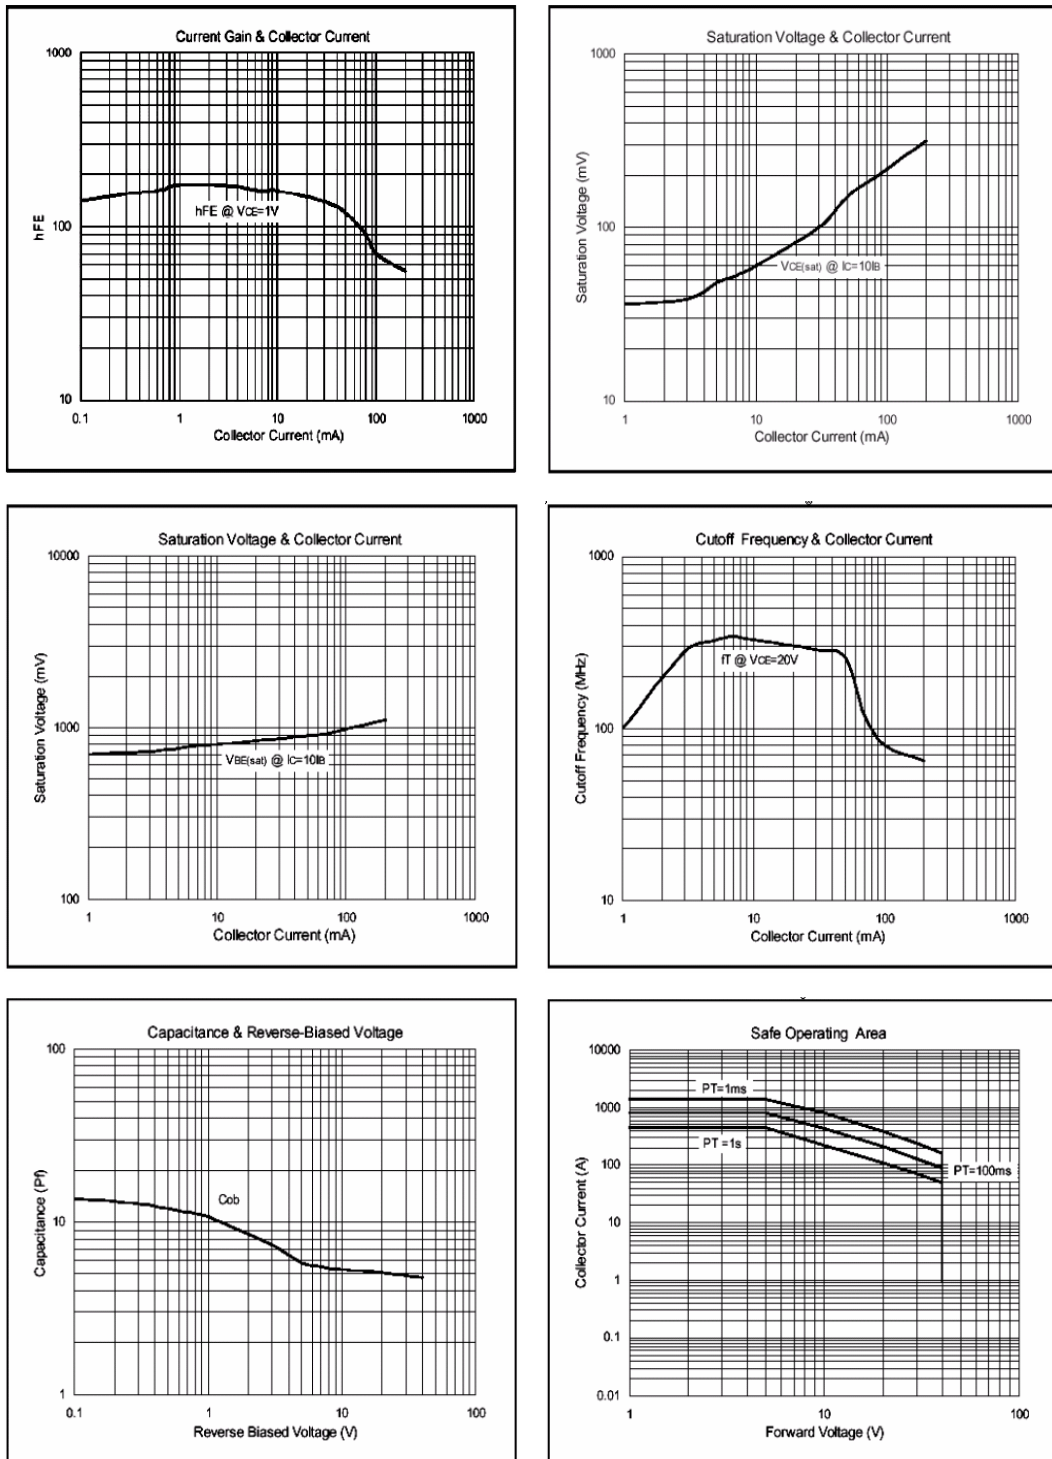 Current Gain & Collector Current
1000
100
10
hFE
hFE @ VCE=1V
0.1 1 10 100 1000
Collector Current (mA)
Saturation Voltage & Collector Current
1000
100
10
Saturation Voltage (mV)
VCE(sat) @ IC=10IB
1 10 100 1000
Collector Current (mA)
Saturation Voltage & Collector Current
10000
1000
100
Saturation Voltage (mV)
VBE(sat) @ IC=10IB
1 10 100 1000
Collector Current (mA)
Cutoff Frequency & Collector Current
1000
100
10
Cutoff Frequency (MHz)
fT @ VCE=20V
1 10 100 1000
Collector Current (mA)
Capacitance & Reverse-Biased Voltage
100
10
1
Capacitance (Pf)
Cob
0.1 1 10 100
Reverse Biased Voltage (V)
Safe Operating Area
10000
1000
100
10
1
0.1
0.01
Collector Current (A)
PT=1ms
PT =1s
PT=100ms
1 10 100
Forward Voltage (V)